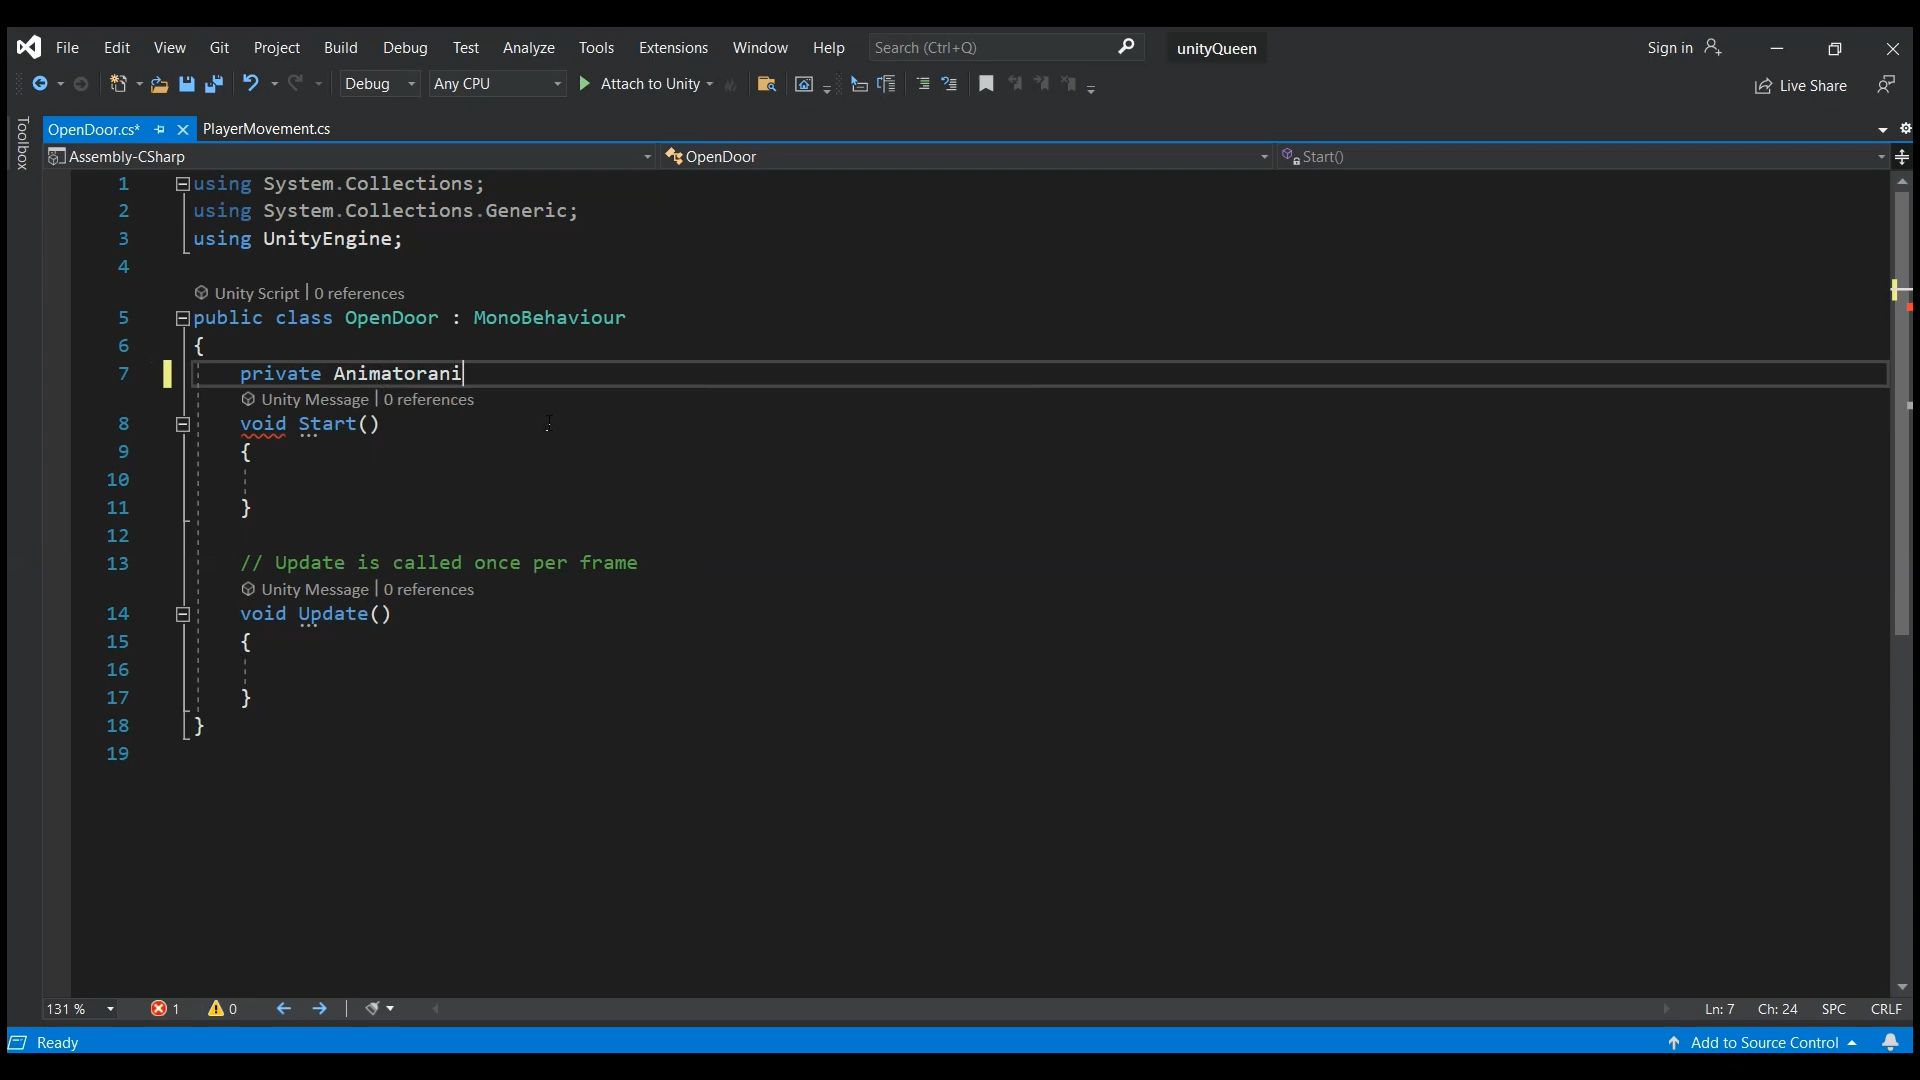 File Edit View Git Project Build Debug Test Analyze Tools Extensions Window Help Search (Ctrl+Q) unityQueen Sign in
Debug Any CPU Attach to Unity Live Share
Toolbox
OpenDoor.cs* PlayerMovement.cs
Assembly-CSharp OpenDoor Start()
1 using System.Collections;
2 using System.Collections.Generic;
3 using UnityEngine;
4
Unity Script | 0 references
5 public class OpenDoor : MonoBehaviour
6 {
7 private Animatorani
Unity Message | 0 references
8 void Start()
9 {
10
11 }
12
13 // Update is called once per frame
Unity Message | 0 references
14 void Update()
15 {
16
17 }
18 }
19
131 % 1 0 Ln: 7 Ch: 24 SPC CRLF
Ready Add to Source Control